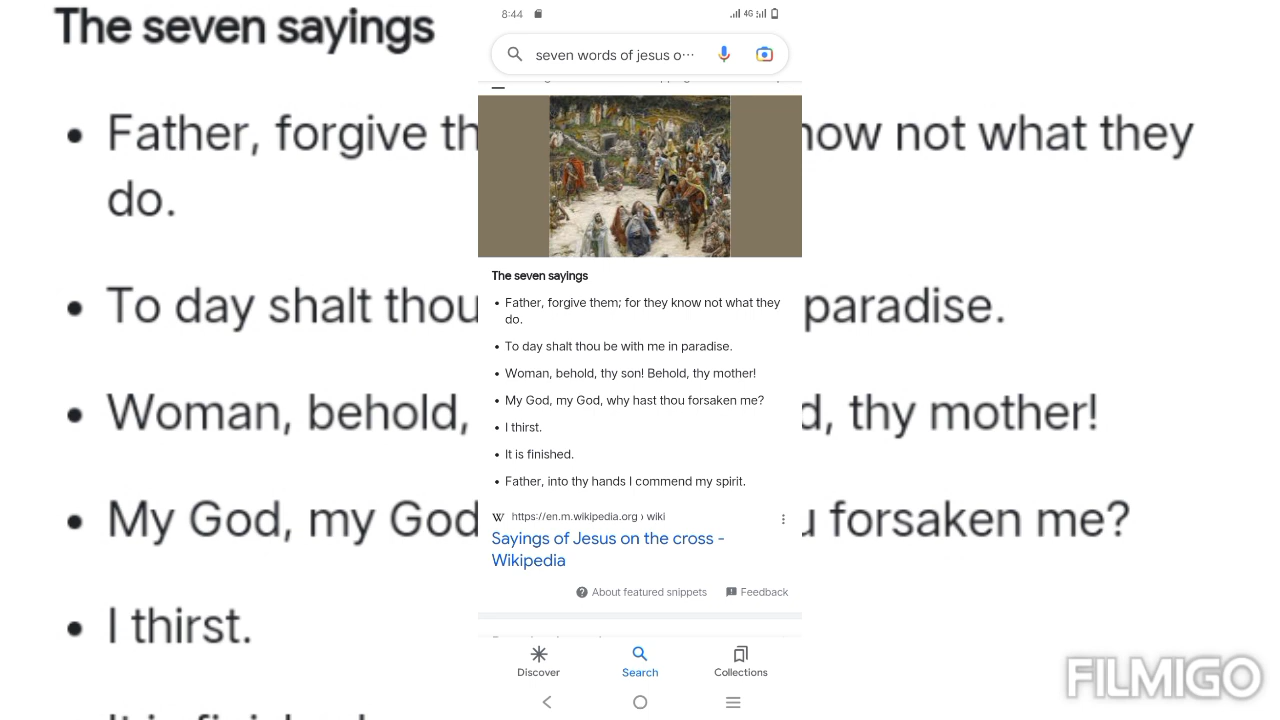 The seven sayings
• Father, forgive th
now not what they
do.
• To day shalt thou
paradise.
• Woman, behold,
d, thy mother!
• My God, my God
u forsaken me?
• I thirst.
8:44
4G
seven words of jesus o···
The seven sayings
• Father, forgive them; for they know not what they
do.
• To day shalt thou be with me in paradise.
• Woman, behold, thy son! Behold, thy mother!
• My God, my God, why hast thou forsaken me?
• I thirst.
• It is finished.
• Father, into thy hands I commend my spirit.
W https://en.m.wikipedia.org › wiki
Sayings of Jesus on the cross -
Wikipedia
About featured snippets
Feedback
Discover
Search
Collections
FILMIGO